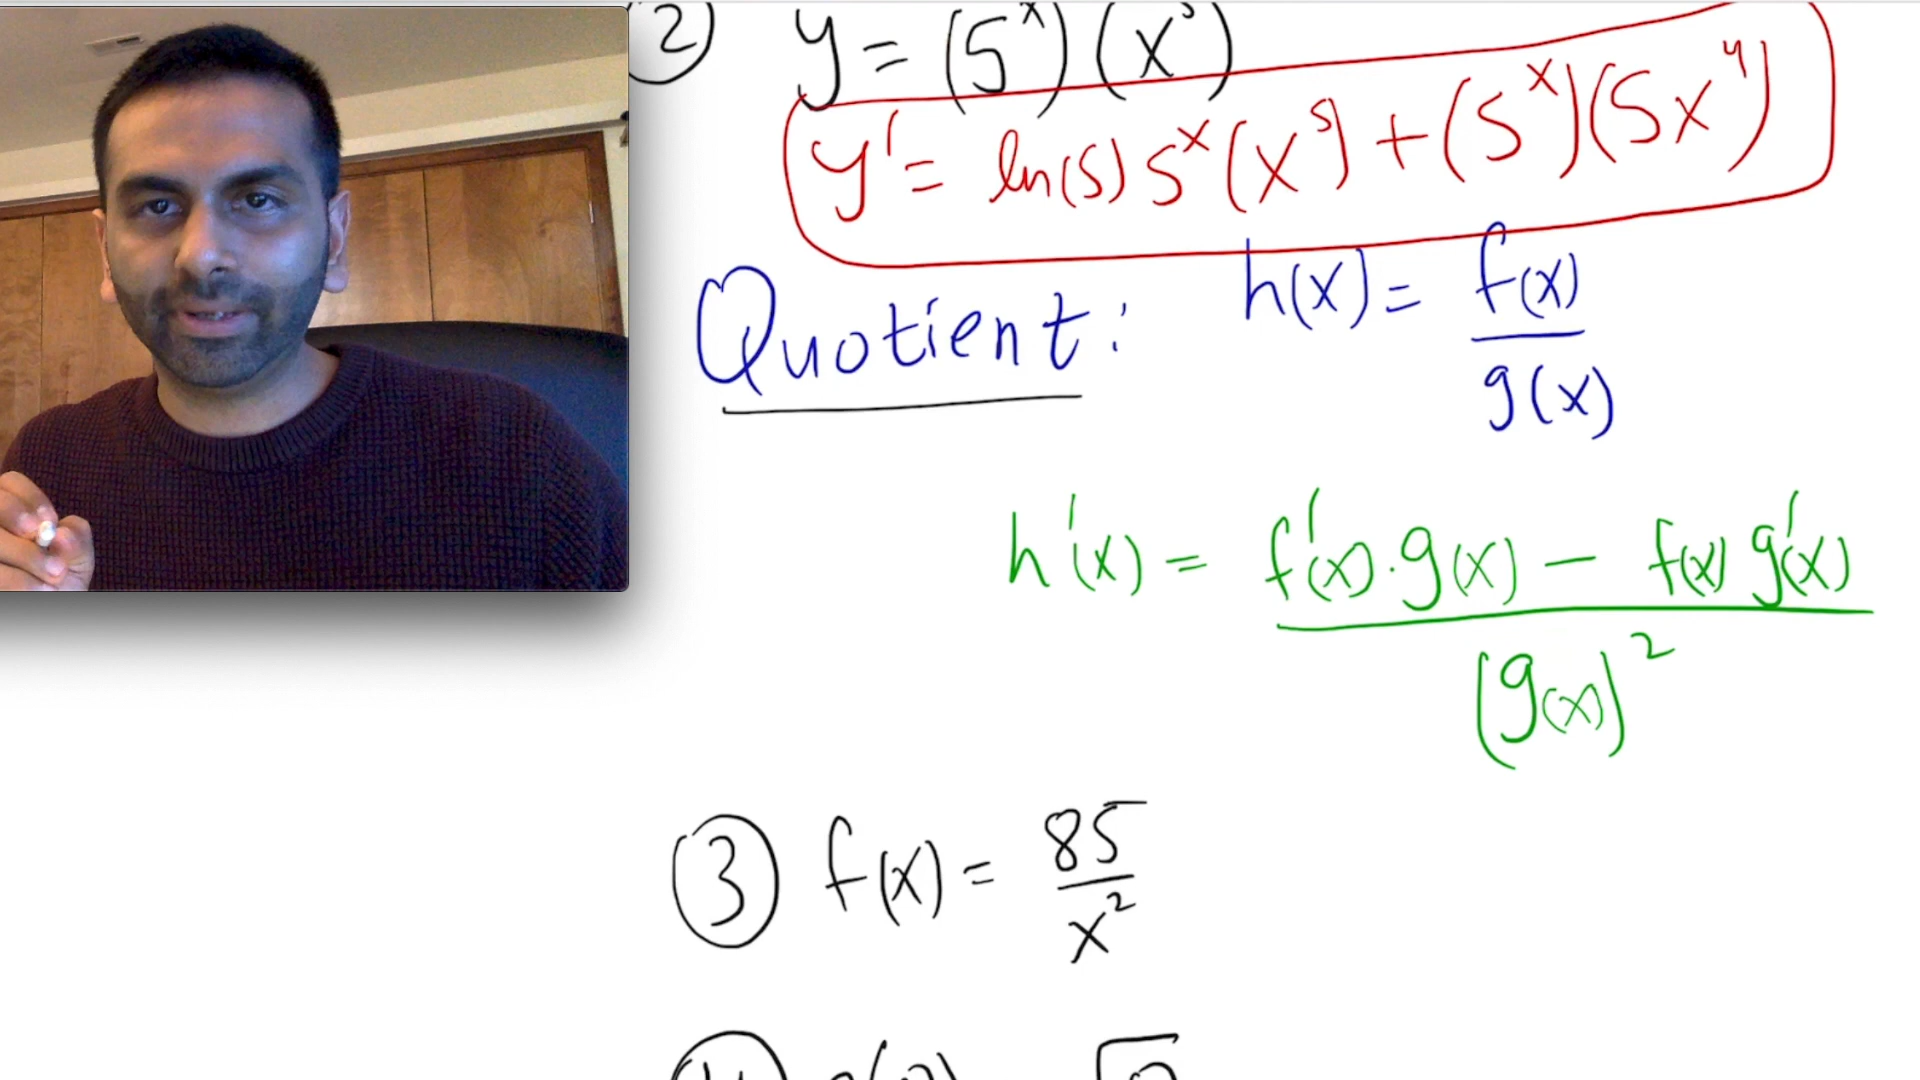 ② y = (5^x)(x^5)
y' = ln(5) 5^x (x^5) + (5^x)(5x^4)
Quotient: h(x) = f(x) / g(x)
h'(x) = f'(x)·g(x) − f(x) g'(x) / (g(x))^2
③ f(x) = 85 / x^2